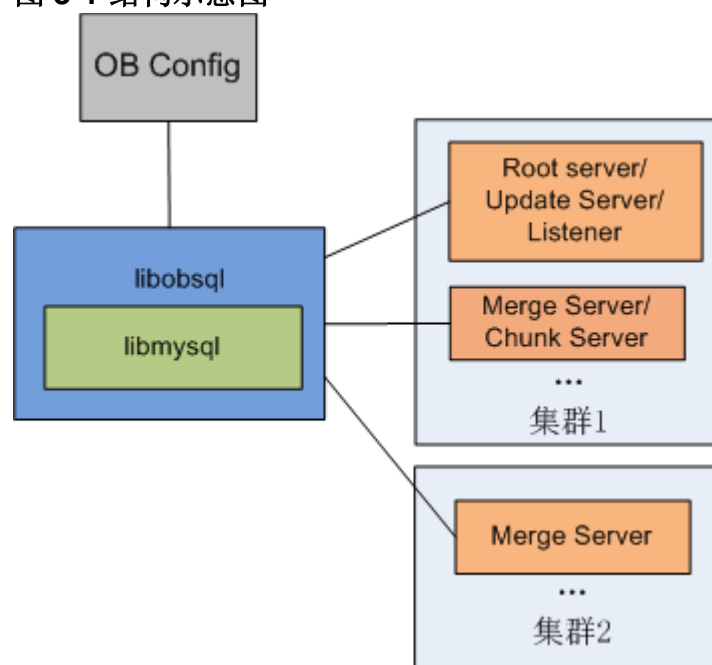 OB Config
Root server/
Update Server/
Listener
libobsql
libmysql
Merge Server/
Chunk Server
...
集群1
Merge Server
...
集群2